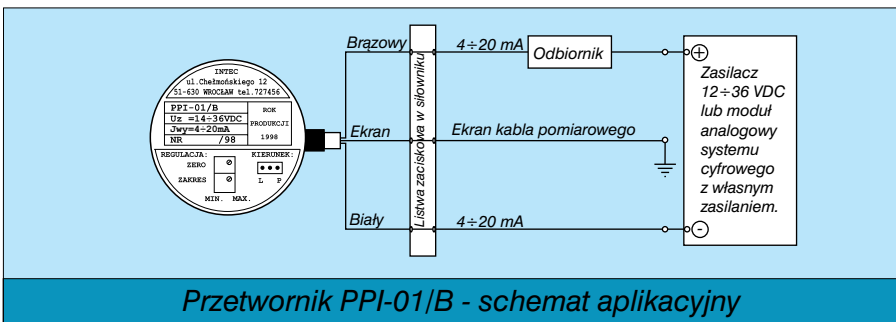 INTEC
ul.Chełmońskiego 12
51-630 WROCŁAW tel.727456
PPI-01/B
Uz =14÷36VDC
Jwy=4÷20mA
NR /98
ROK
PRODUKCJI
1998
REGULACJA:
ZERO
ZAKRES
MIN. MAX.
KIERUNEK:
L P
Brązowy
Ekran
Biały
Listwa zaciskowa w siłowniku
4÷20 mA
Odbiornik
Ekran kabla pomiarowego
4÷20 mA
+
Zasilacz
12÷36 VDC
lub moduł
analogowy
systemu
cyfrowego
z własnym
zasilaniem.
-
Przetwornik PPI-01/B - schemat aplikacyjny